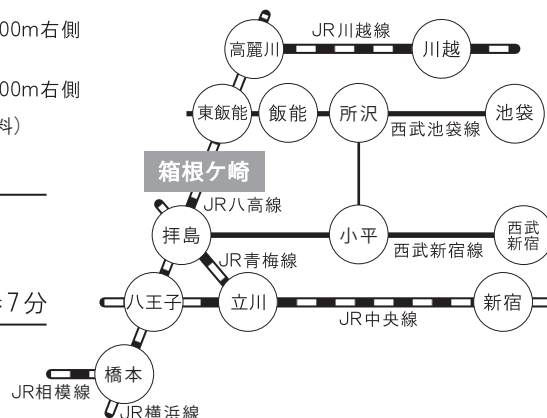 00m右側
00m右側
料）
7分
JR川越線
高麗川
川越
東飯能
飯能
所沢
池袋
西武池袋線
箱根ケ崎
JR八高線
拝島
小平
西武
新宿
西武新宿線
JR青梅線
八王子
立川
新宿
JR中央線
橋本
JR相模線
JR横浜線